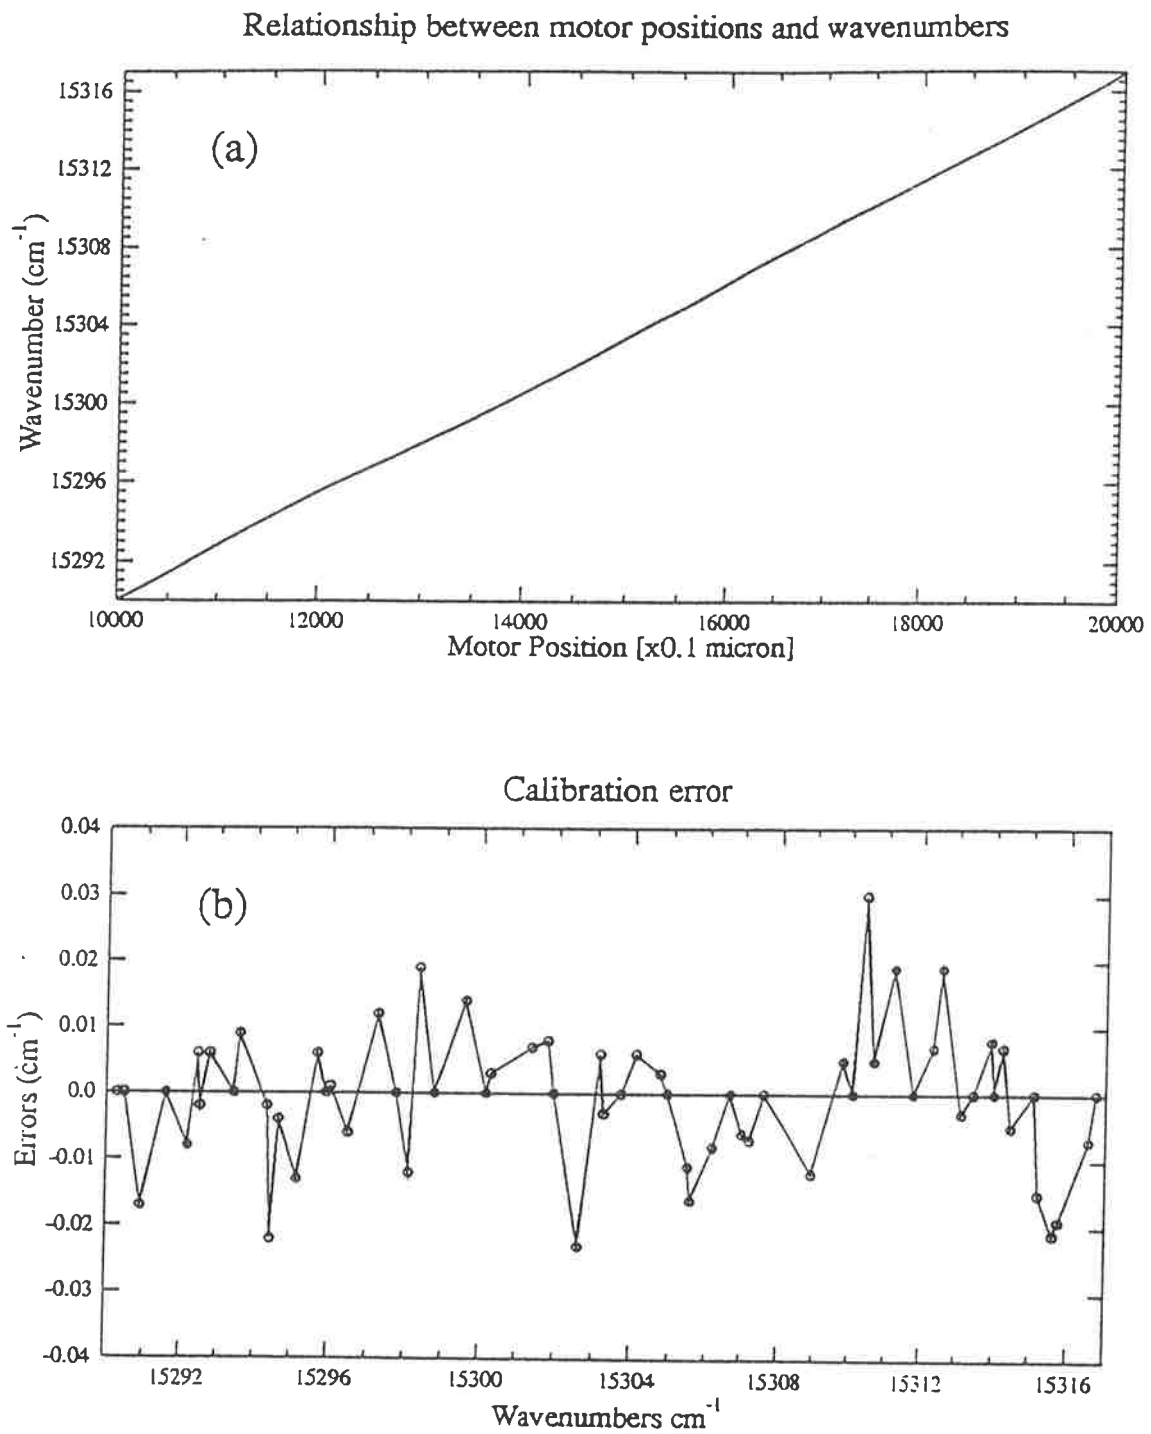 Relationship between motor positions and wavenumbers
(a)
Wavenumber (cm⁻¹)
15316
15312
15308
15304
15300
15296
15292
10000 12000 14000 16000 18000 20000
Motor Position [x0.1 micron]
Calibration error
(b)
Errors (cm⁻¹)
0.04
0.03
0.02
0.01
0.0
-0.01
-0.02
-0.03
-0.04
15292 15296 15300 15304 15308 15312 15316
Wavenumbers cm⁻¹